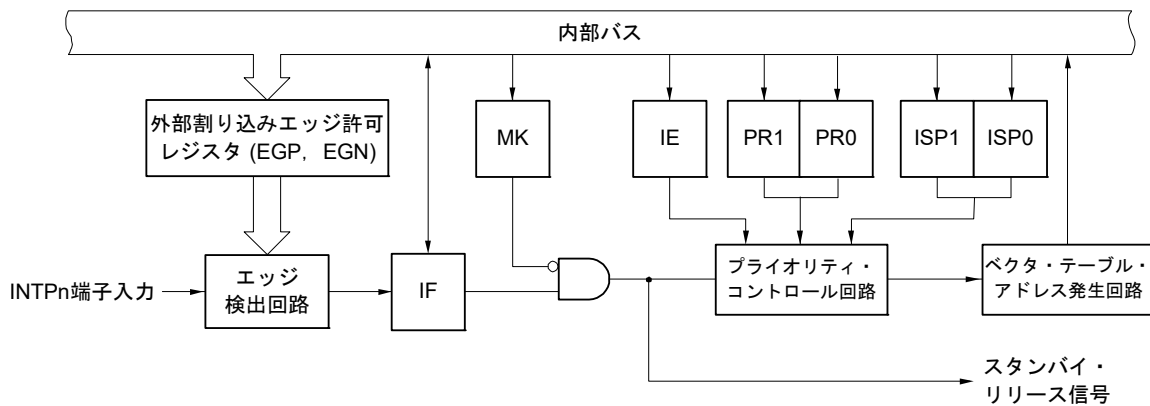 内部バス
外部割り込みエッジ許可
レジスタ (EGP，EGN)
MK
IE
PR1
PR0
ISP1
ISP0
INTPn端子入力
エッジ
検出回路
IF
プライオリティ・
コントロール回路
ベクタ・テーブル・
アドレス発生回路
スタンバイ・
リリース信号